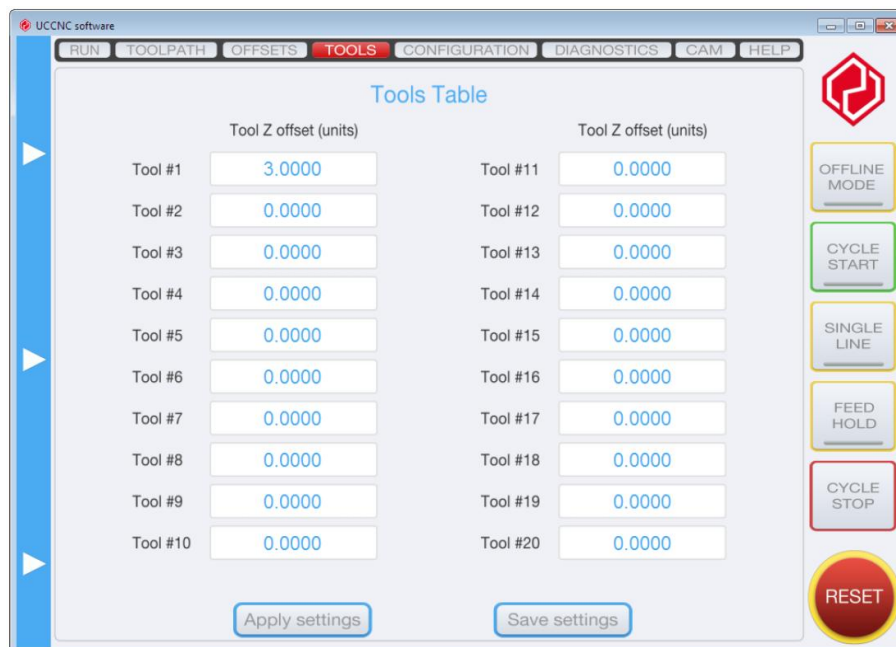 UCCNC software
RUN TOOLPATH OFFSETS TOOLS CONFIGURATION DIAGNOSTICS CAM HELP
Tools Table
Tool Z offset (units) Tool Z offset (units)
Tool #1 3.0000 Tool #11 0.0000
Tool #2 0.0000 Tool #12 0.0000
Tool #3 0.0000 Tool #13 0.0000
Tool #4 0.0000 Tool #14 0.0000
Tool #5 0.0000 Tool #15 0.0000
Tool #6 0.0000 Tool #16 0.0000
Tool #7 0.0000 Tool #17 0.0000
Tool #8 0.0000 Tool #18 0.0000
Tool #9 0.0000 Tool #19 0.0000
Tool #10 0.0000 Tool #20 0.0000
Apply settings Save settings
OFFLINE
MODE
CYCLE
START
SINGLE
LINE
FEED
HOLD
CYCLE
STOP
RESET